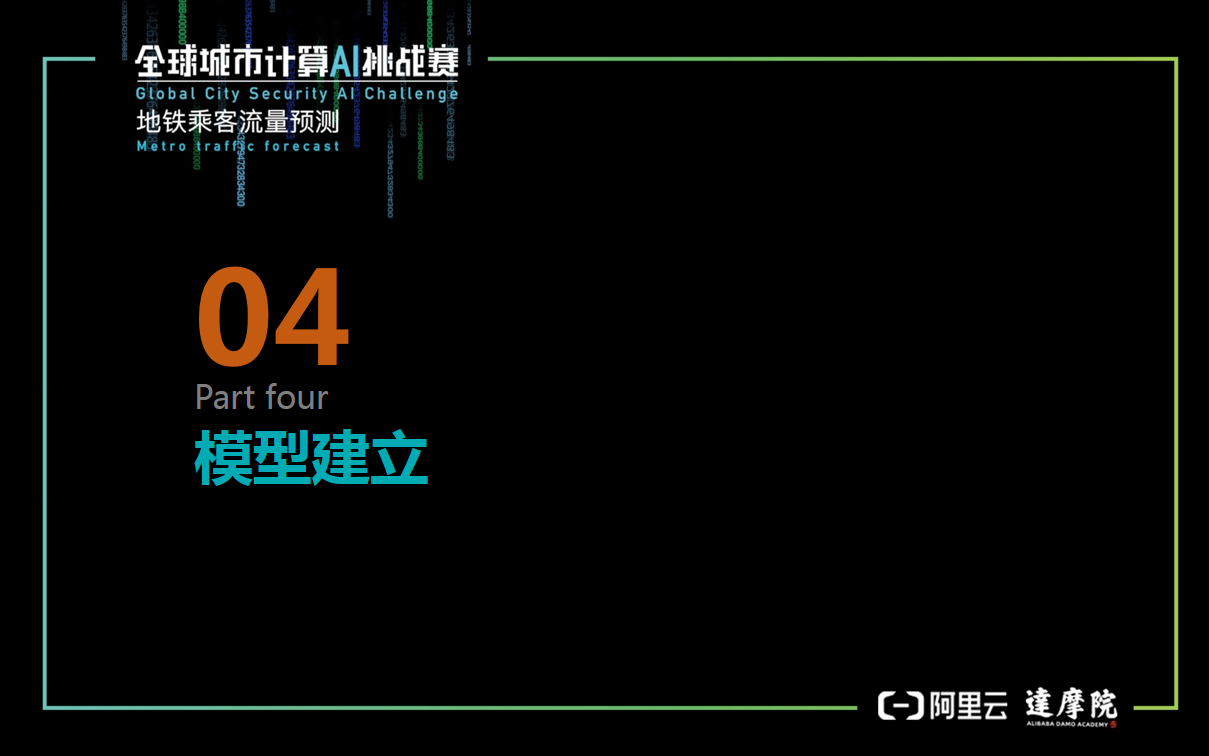 全球城市计算AI挑战赛
Global City Security AI Challenge
地铁乘客流量预测
Metro traffic forecast
04
Part four
模型建立
阿里云 達摩院
ALIBABA DAMO ACADEMY